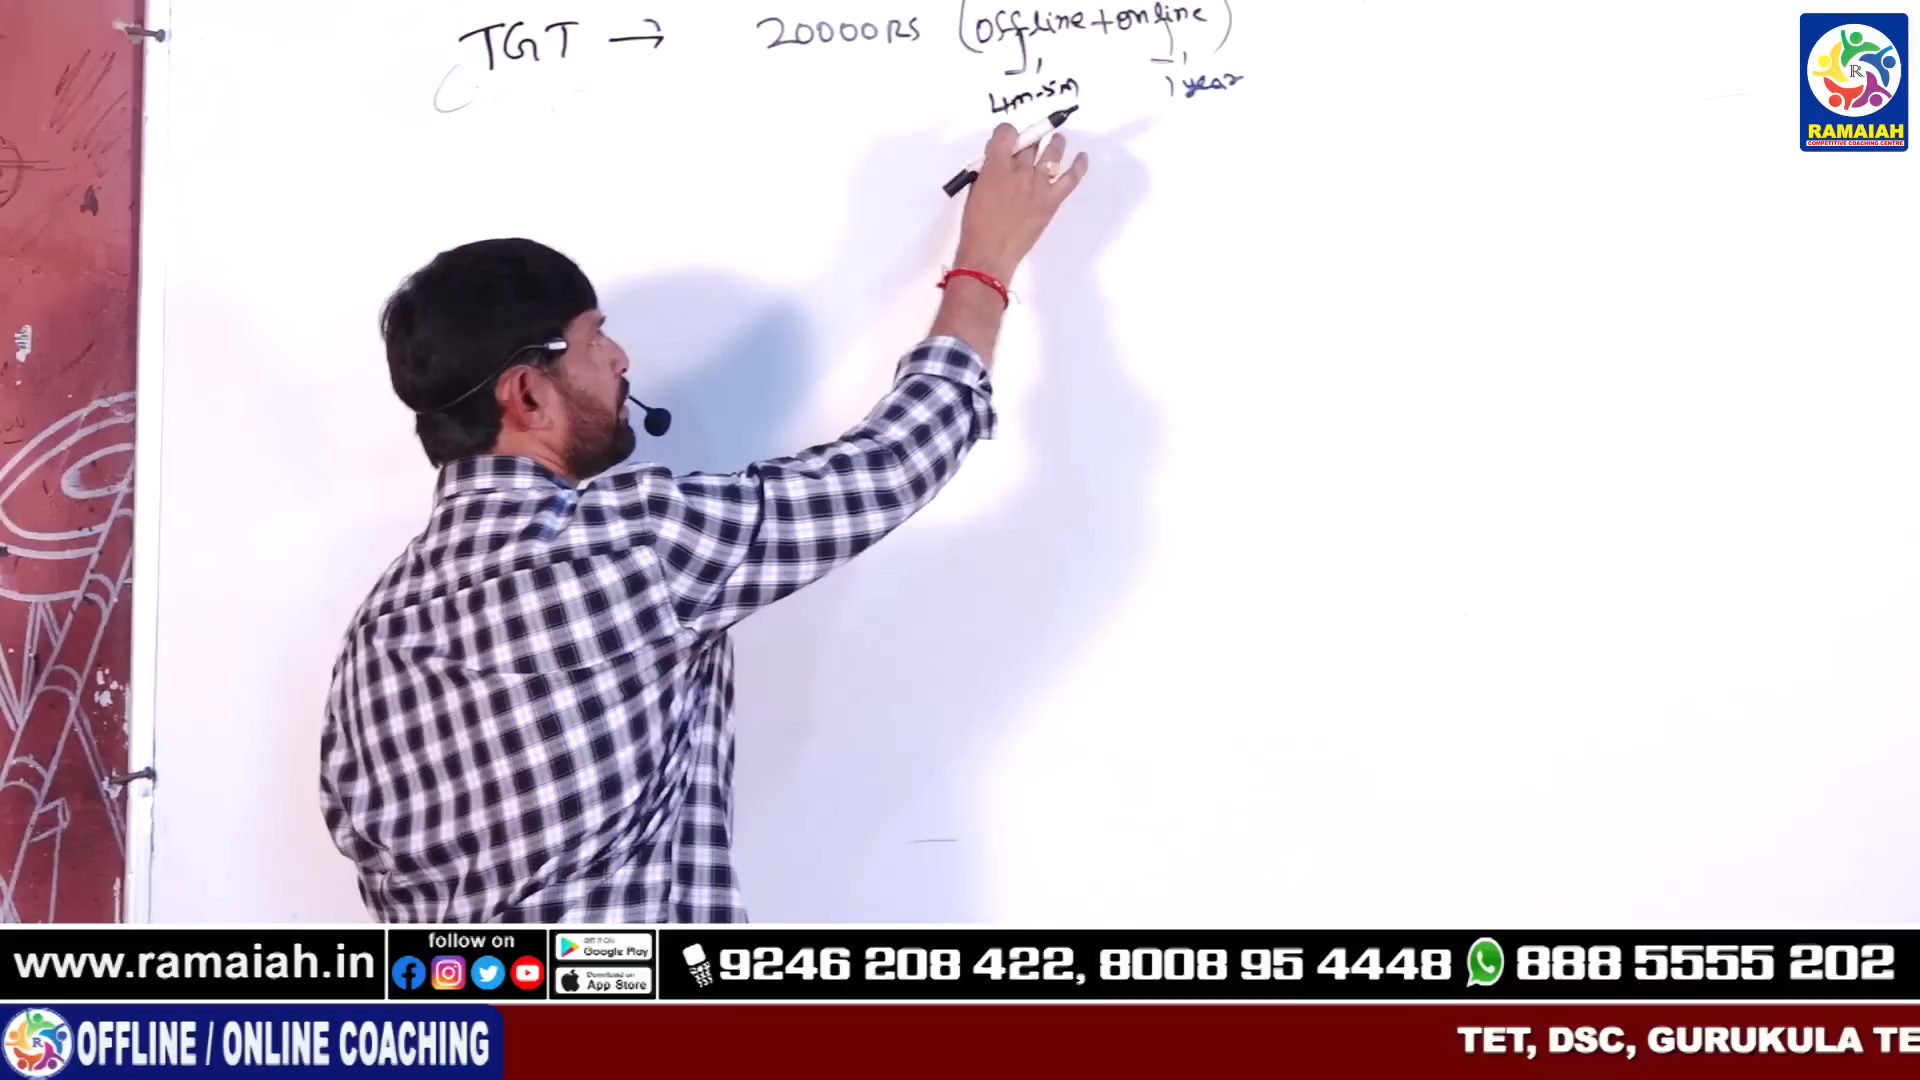 TGT → 20000 RS (offline + online)
4m-5m 1 year
R
RAMAIAH
COMPETITIVE COACHING CENTRE
www.ramaiah.in
follow on
GET IT ON
Google Play
Download on
App Store
9246 208 422, 8008 95 4448
888 5555 202
R
OFFLINE / ONLINE COACHING
TET, DSC, GURUKULA TE